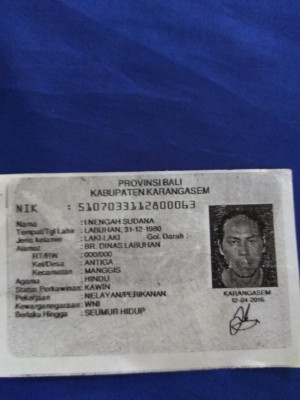 PROVINSI BALI
KABUPATEN KARANGASEM
NIK : 5107033112800063
Nama : I NENGAH SUDANA
Tempat/Tgl Lahir : LABUHAN, 31-12-1980
Jenis Kelamin : LAKI-LAKI Gol. Darah : -
Alamat : BR. DINAS LABUHAN
RT/RW : 000/000
Kel/Desa : ANTIGA
Kecamatan : MANGGIS
Agama : HINDU
Status Perkawinan : KAWIN
Pekerjaan : NELAYAN/PERIKANAN
Kewarganegaraan : WNI
Berlaku Hingga : SEUMUR HIDUP
KARANGASEM
12-04-2016